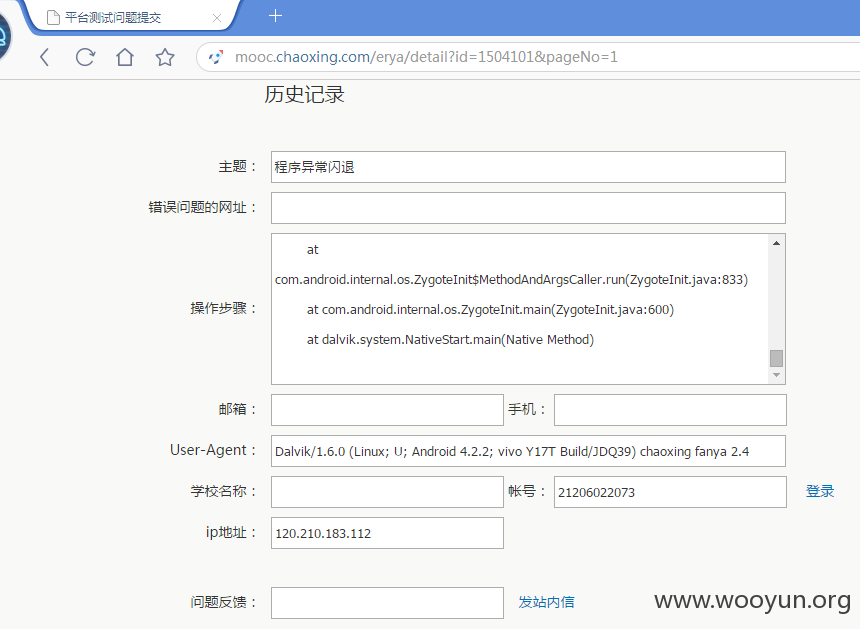 平台测试问题提交
mooc.chaoxing.com/erya/detail?id=1504101&pageNo=1
历史记录
主题： 程序异常闪退
错误问题的网址：
at
com.android.internal.os.ZygoteInit$MethodAndArgsCaller.run(ZygoteInit.java:833)
操作步骤：
at com.android.internal.os.ZygoteInit.main(ZygoteInit.java:600)
at dalvik.system.NativeStart.main(Native Method)
邮箱： 手机：
User-Agent： Dalvik/1.6.0 (Linux; U; Android 4.2.2; vivo Y17T Build/JDQ39) chaoxing fanya 2.4
学校名称： 帐号： 21206022073 登录
ip地址： 120.210.183.112
问题反馈： 发站内信
www.wooyun.org